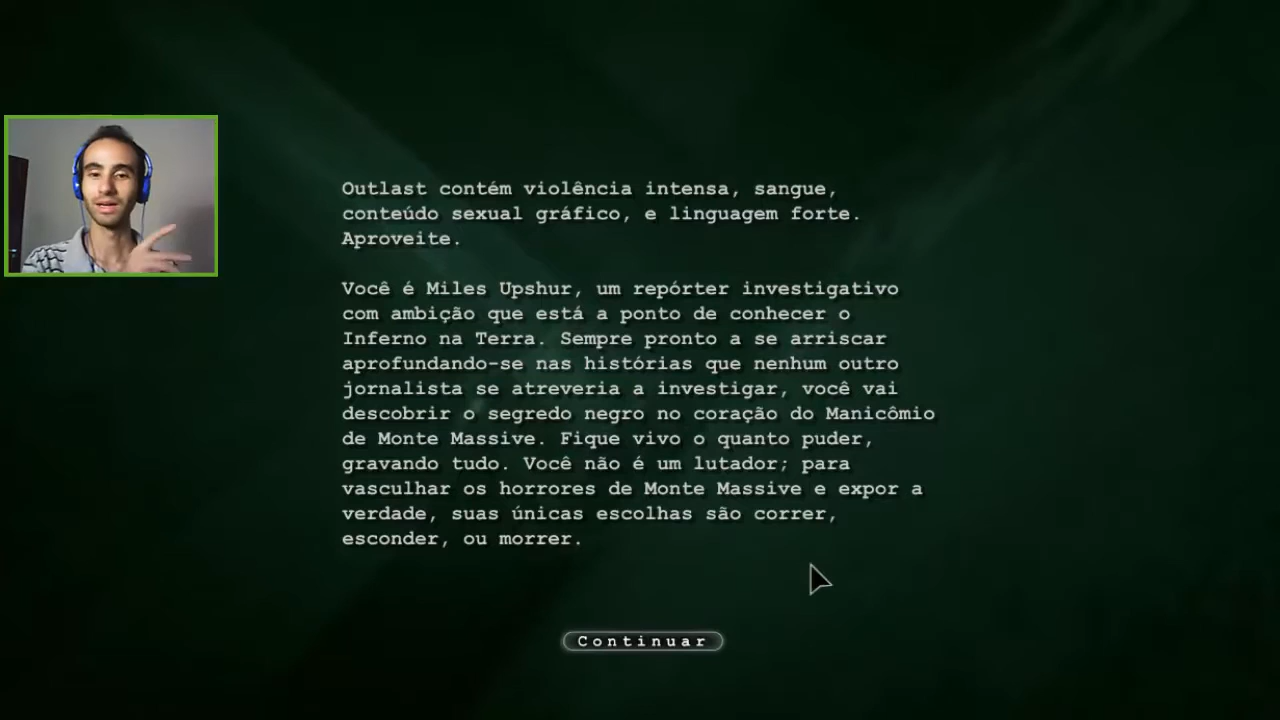 Outlast contém violência intensa, sangue,
conteúdo sexual gráfico, e linguagem forte.
Aproveite.
Você é Miles Upshur, um repórter investigativo
com ambição que está a ponto de conhecer o
Inferno na Terra. Sempre pronto a se arriscar
aprofundando-se nas histórias que nenhum outro
jornalista se atreveria a investigar, você vai
descobrir o segredo negro no coração do Manicômio
de Monte Massive. Fique vivo o quanto puder,
gravando tudo. Você não é um lutador; para
vasculhar os horrores de Monte Massive e expor a
verdade, suas únicas escolhas são correr,
esconder, ou morrer.
Continuar